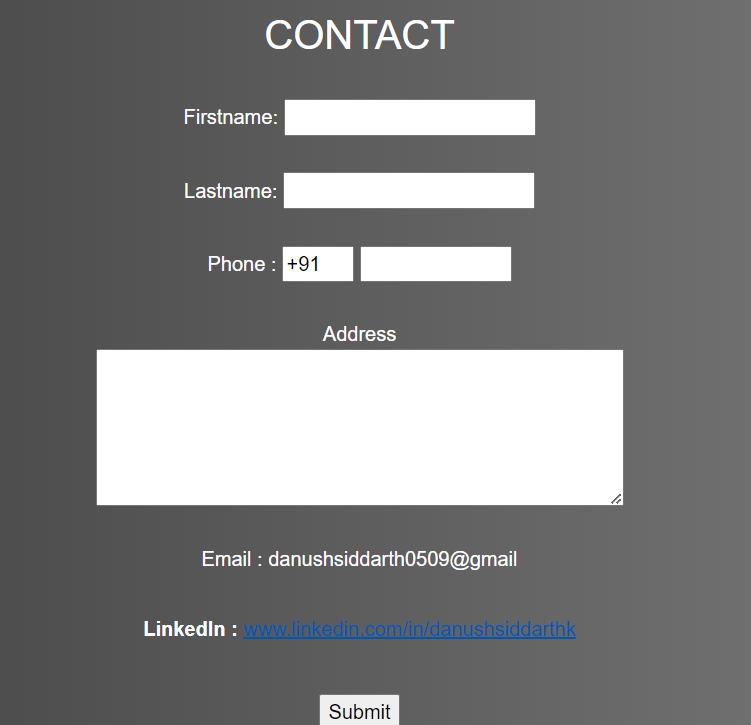 CONTACT
Firstname:
Lastname:
Phone : +91
Address
Email : danushsiddarth0509@gmail
LinkedIn : www.linkedin.com/in/danushsiddarthk
Submit